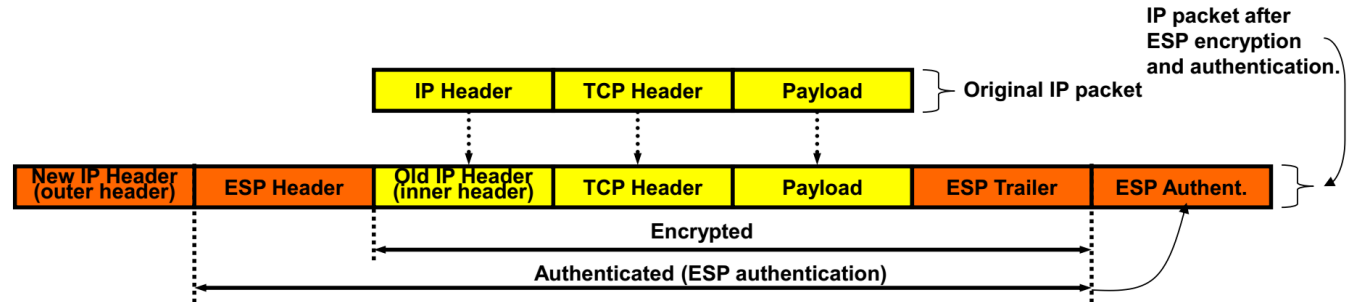 IP packet after
ESP encryption
and authentication.
IP Header TCP Header Payload Original IP packet
New IP Header
(outer header)
ESP Header
Old IP Header
(inner header)
TCP Header Payload ESP Trailer ESP Authent.
Encrypted
Authenticated (ESP authentication)